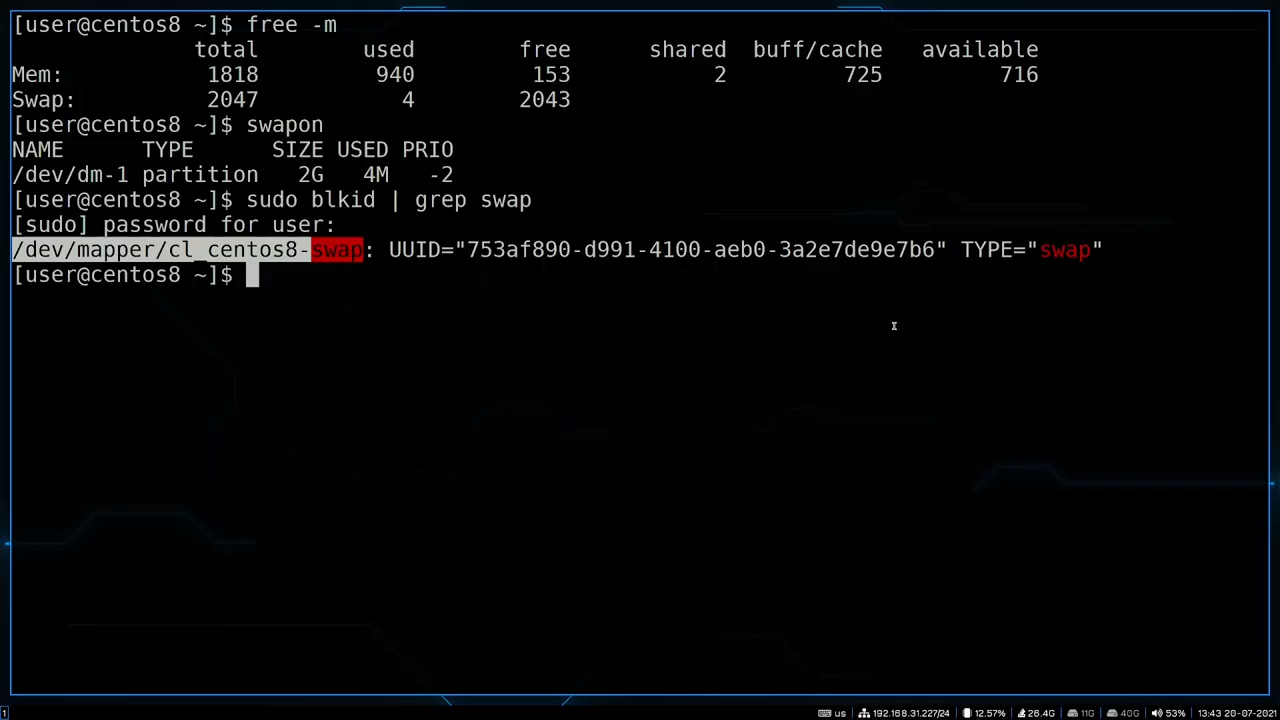 [user@centos8 ~]$ free -m
total used free shared buff/cache available
Mem: 1818 940 153 2 725 716
Swap: 2047 4 2043
[user@centos8 ~]$ swapon
NAME TYPE SIZE USED PRIO
/dev/dm-1 partition 2G 4M -2
[user@centos8 ~]$ sudo blkid | grep swap
[sudo] password for user:
/dev/mapper/cl_centos8-swap: UUID="753af890-d991-4100-aeb0-3a2e7de9e7b6" TYPE="swap"
[user@centos8 ~]$
1 us 192.168.31.227/24 12.57% 26.4G 11G 40G 53% 13:43 20-07-2021